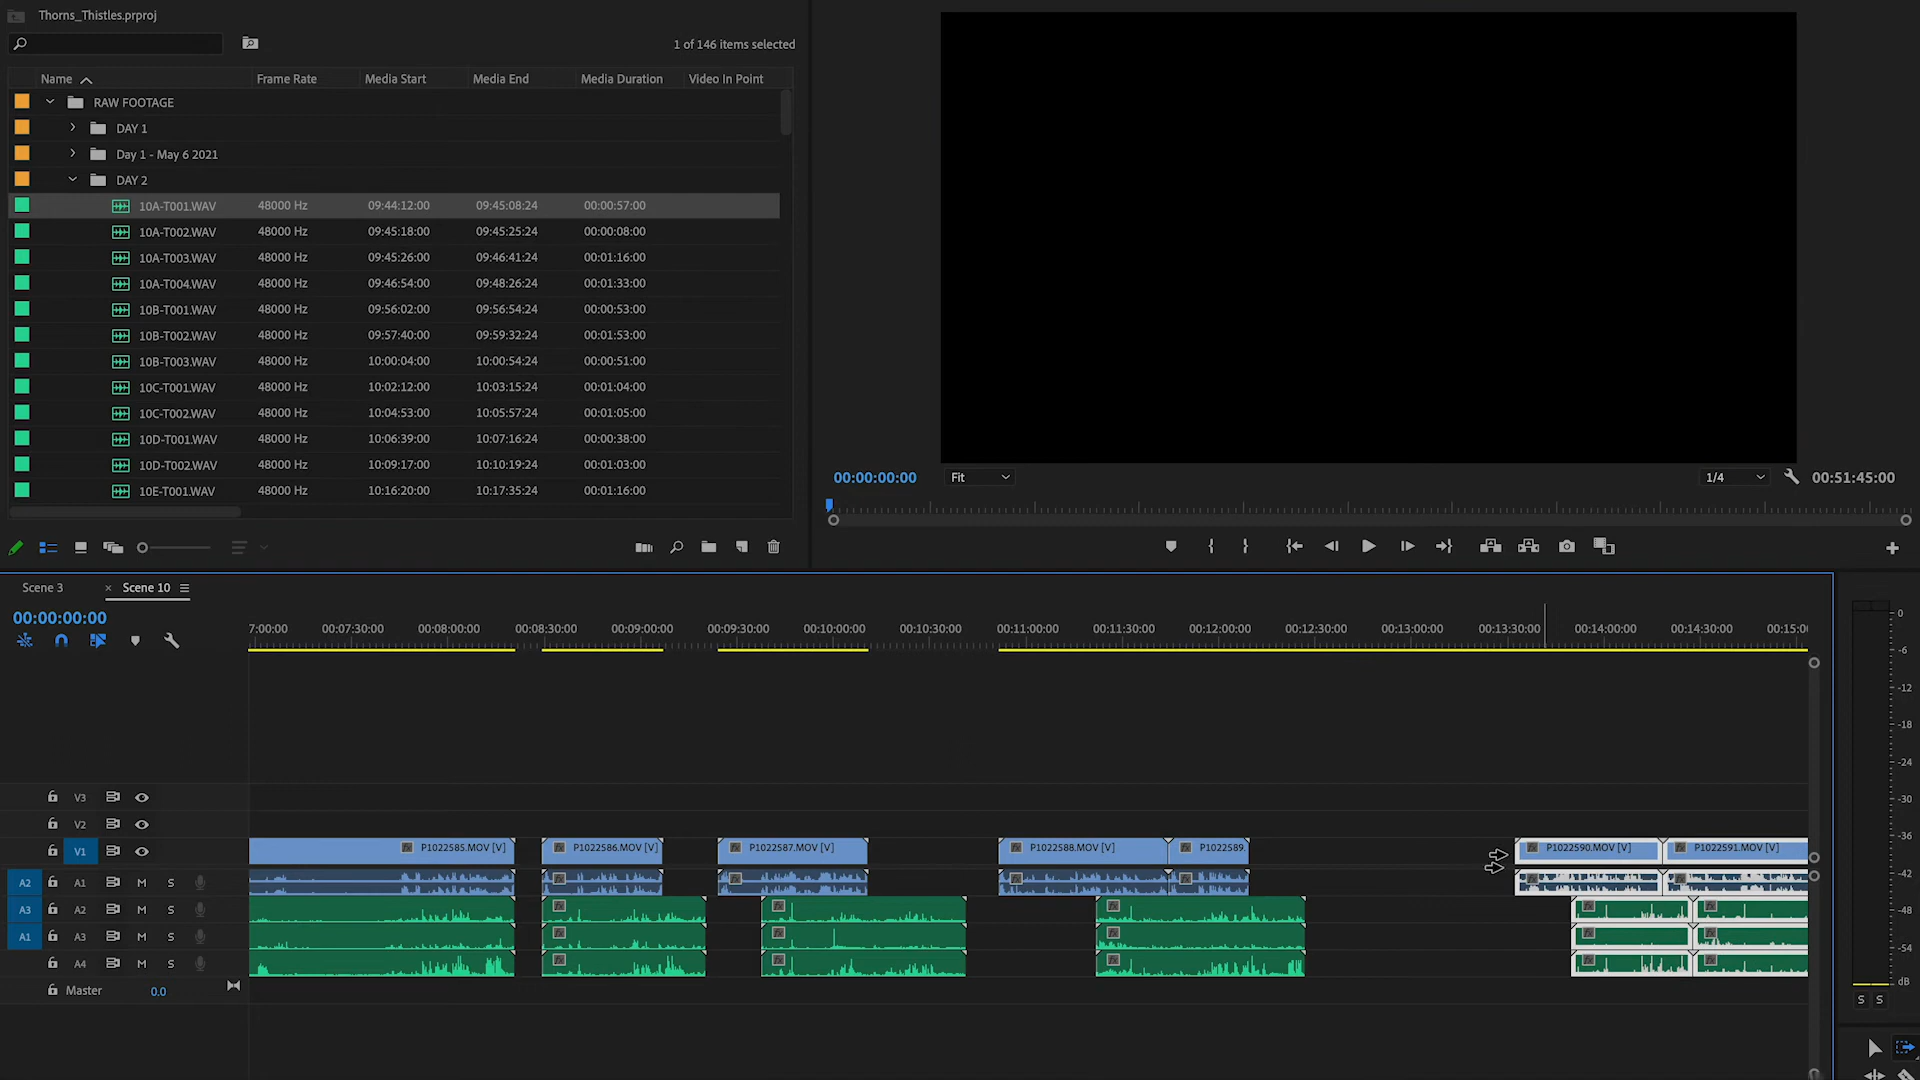 Thorns_Thistles.prproj
1 of 146 items selected
Name Frame Rate Media Start Media End Media Duration Video In Point
RAW FOOTAGE
DAY 1
Day 1 - May 6 2021
DAY 2
10A-T001.WAV 48000 Hz 09:44:12:00 09:45:08:24 00:00:57:00
10A-T002.WAV 48000 Hz 09:45:18:00 09:45:25:24 00:00:08:00
10A-T003.WAV 48000 Hz 09:45:26:00 09:46:41:24 00:01:16:00
10A-T004.WAV 48000 Hz 09:46:54:00 09:48:26:24 00:01:33:00
10B-T001.WAV 48000 Hz 09:56:02:00 09:56:54:24 00:00:53:00
10B-T002.WAV 48000 Hz 09:57:40:00 09:59:32:24 00:01:53:00
10B-T003.WAV 48000 Hz 10:00:04:00 10:00:54:24 00:00:51:00
10C-T001.WAV 48000 Hz 10:02:12:00 10:03:15:24 00:01:04:00
10C-T002.WAV 48000 Hz 10:04:53:00 10:05:57:24 00:01:05:00
10D-T001.WAV 48000 Hz 10:06:39:00 10:07:16:24 00:00:38:00
10D-T002.WAV 48000 Hz 10:09:17:00 10:10:19:24 00:01:03:00
10E-T001.WAV 48000 Hz 10:16:20:00 10:17:35:24 00:01:16:00
00:00:00:00 Fit 1/4 00:51:45:00
Scene 3 × Scene 10
00:00:00:00
7:00:00 00:07:30:00 00:08:00:00 00:08:30:00 00:09:00:00 00:09:30:00 00:10:00:00 00:10:30:00 00:11:00:00 00:11:30:00 00:12:00:00 00:12:30:00 00:13:00:00 00:13:30:00 00:14:00:00 00:14:30:00 00:15:0
V3
V2
V1 P1022585.MOV [V] P1022586.MOV [V] P1022587.MOV [V] P1022588.MOV [V] P1022589. P1022590.MOV [V] P1022591.MOV [V]
A2 A1 M S
A3 A2 M S
A1 A3 M S
A4 M S
Master 0.0
0
-6
-12
-18
-24
-30
-36
-42
-48
-54
dB
S S